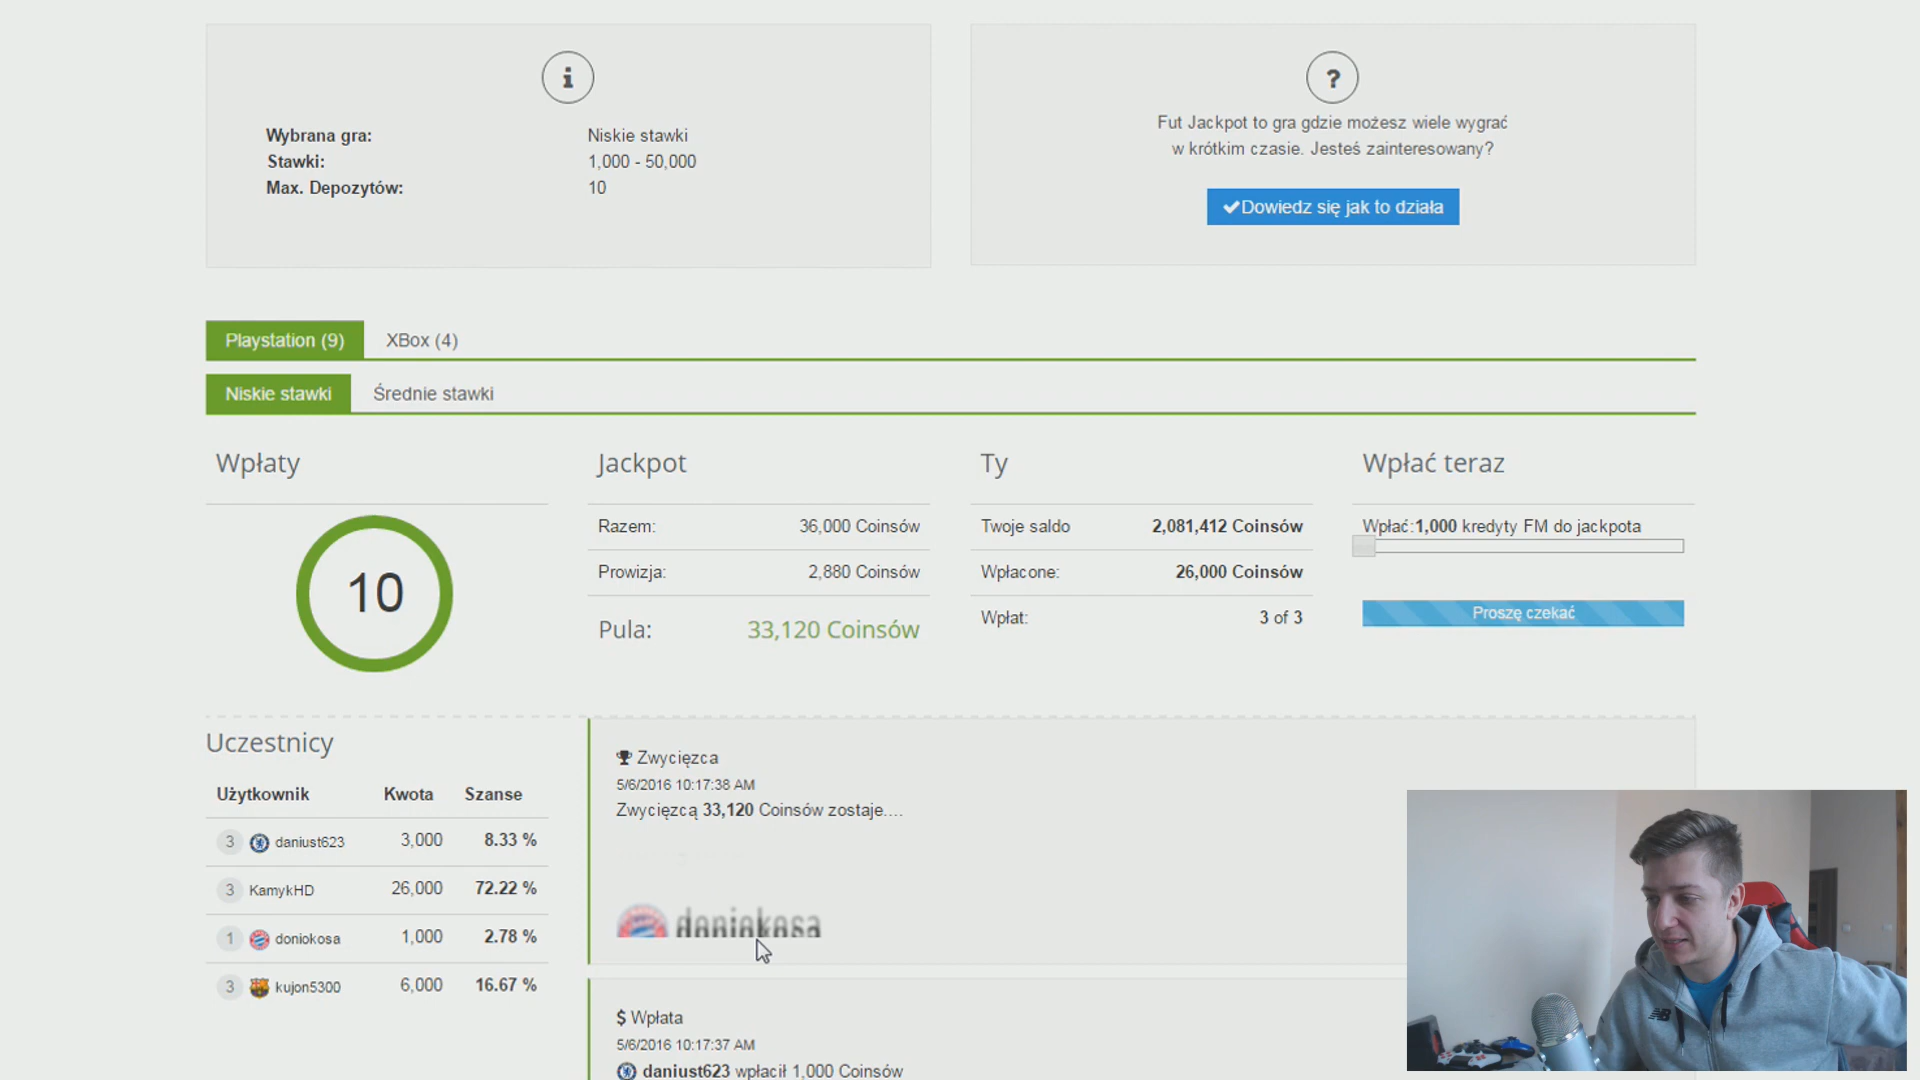 Wybrana gra: Niskie stawki
Stawki: 1,000 - 50,000
Max. Depozytów: 10
Fut Jackpot to gra gdzie możesz wiele wygrać
w krótkim czasie. Jesteś zainteresowany?
Dowiedz się jak to działa
Playstation (9) XBox (4)
Niskie stawki Średnie stawki
Wpłaty
10
Jackpot
Razem: 36,000 Coinsów
Prowizja: 2,880 Coinsów
Pula: 33,120 Coinsów
Ty
Twoje saldo 2,081,412 Coinsów
Wpłacone: 26,000 Coinsów
Wpłat: 3 of 3
Wpłać teraz
Wpłać:1,000 kredyty FM do jackpota
Proszę czekać
Uczestnicy
Użytkownik Kwota Szanse
3 daniust623 3,000 8.33 %
3 KamykHD 26,000 72.22 %
1 doniokosa 1,000 2.78 %
3 kujon5300 6,000 16.67 %
Zwycięzca
5/6/2016 10:17:38 AM
Zwycięzcą 33,120 Coinsów zostaje....
doniokosa
$ Wpłata
5/6/2016 10:17:37 AM
daniust623 wpłacił 1,000 Coinsów